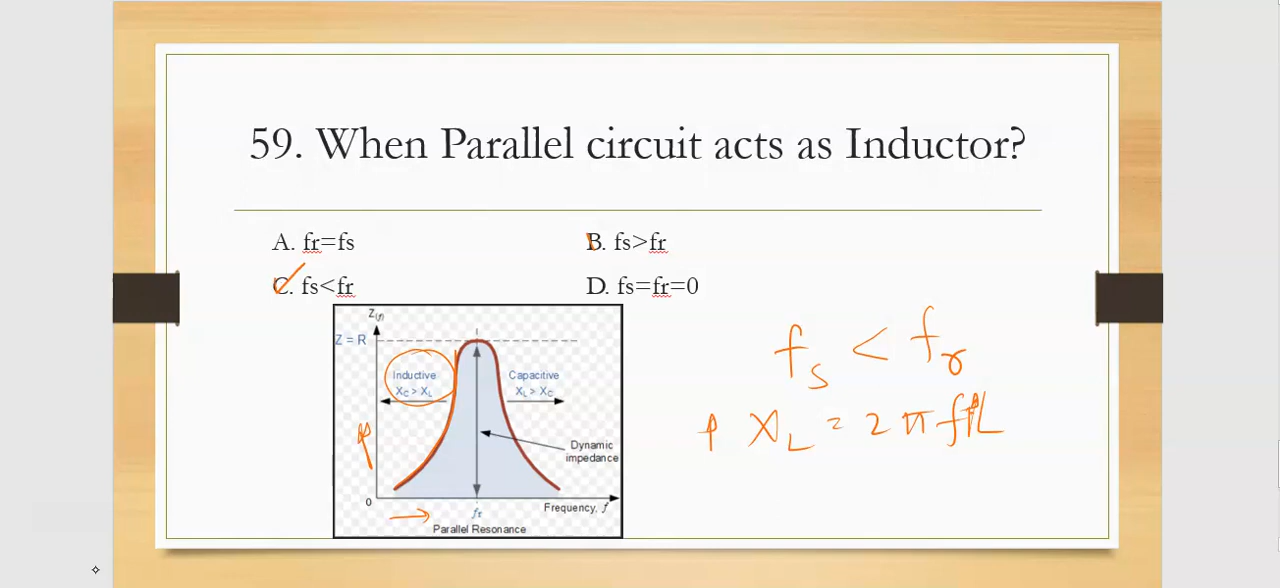 59. When Parallel circuit acts as Inductor?
A. fr=fs
B. fs>fr
C. fs<fr
D. fs=fr=0
Z(f)
Z = R
Inductive
XC > XL
Capacitive
XL > XC
Dynamic
impedance
0
fr
Frequency, f
Parallel Resonance
fs < fr
↑ XL = 2πf↑L